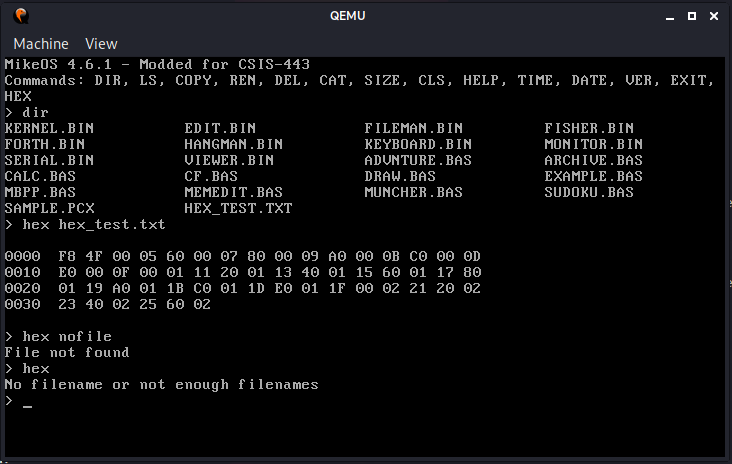 QEMU
Machine View
MikeOS 4.6.1 - Modded for CSIS-443
Commands: DIR, LS, COPY, REN, DEL, CAT, SIZE, CLS, HELP, TIME, DATE, VER, EXIT,
HEX
> dir
KERNEL.BIN EDIT.BIN FILEMAN.BIN FISHER.BIN
FORTH.BIN HANGMAN.BIN KEYBOARD.BIN MONITOR.BIN
SERIAL.BIN VIEWER.BIN ADVNTURE.BAS ARCHIVE.BAS
CALC.BAS CF.BAS DRAW.BAS EXAMPLE.BAS
MBPP.BAS MEMEDIT.BAS MUNCHER.BAS SUDOKU.BAS
SAMPLE.PCX HEX_TEST.TXT
> hex hex_test.txt
0000 F8 4F 00 05 60 00 07 80 00 09 A0 00 0B C0 00 0D
0010 E0 00 0F 00 01 11 20 01 13 40 01 15 60 01 17 80
0020 01 19 A0 01 1B C0 01 1D E0 01 1F 00 02 21 20 02
0030 23 40 02 25 60 02
> hex nofile
File not found
> hex
No filename or not enough filenames
> _